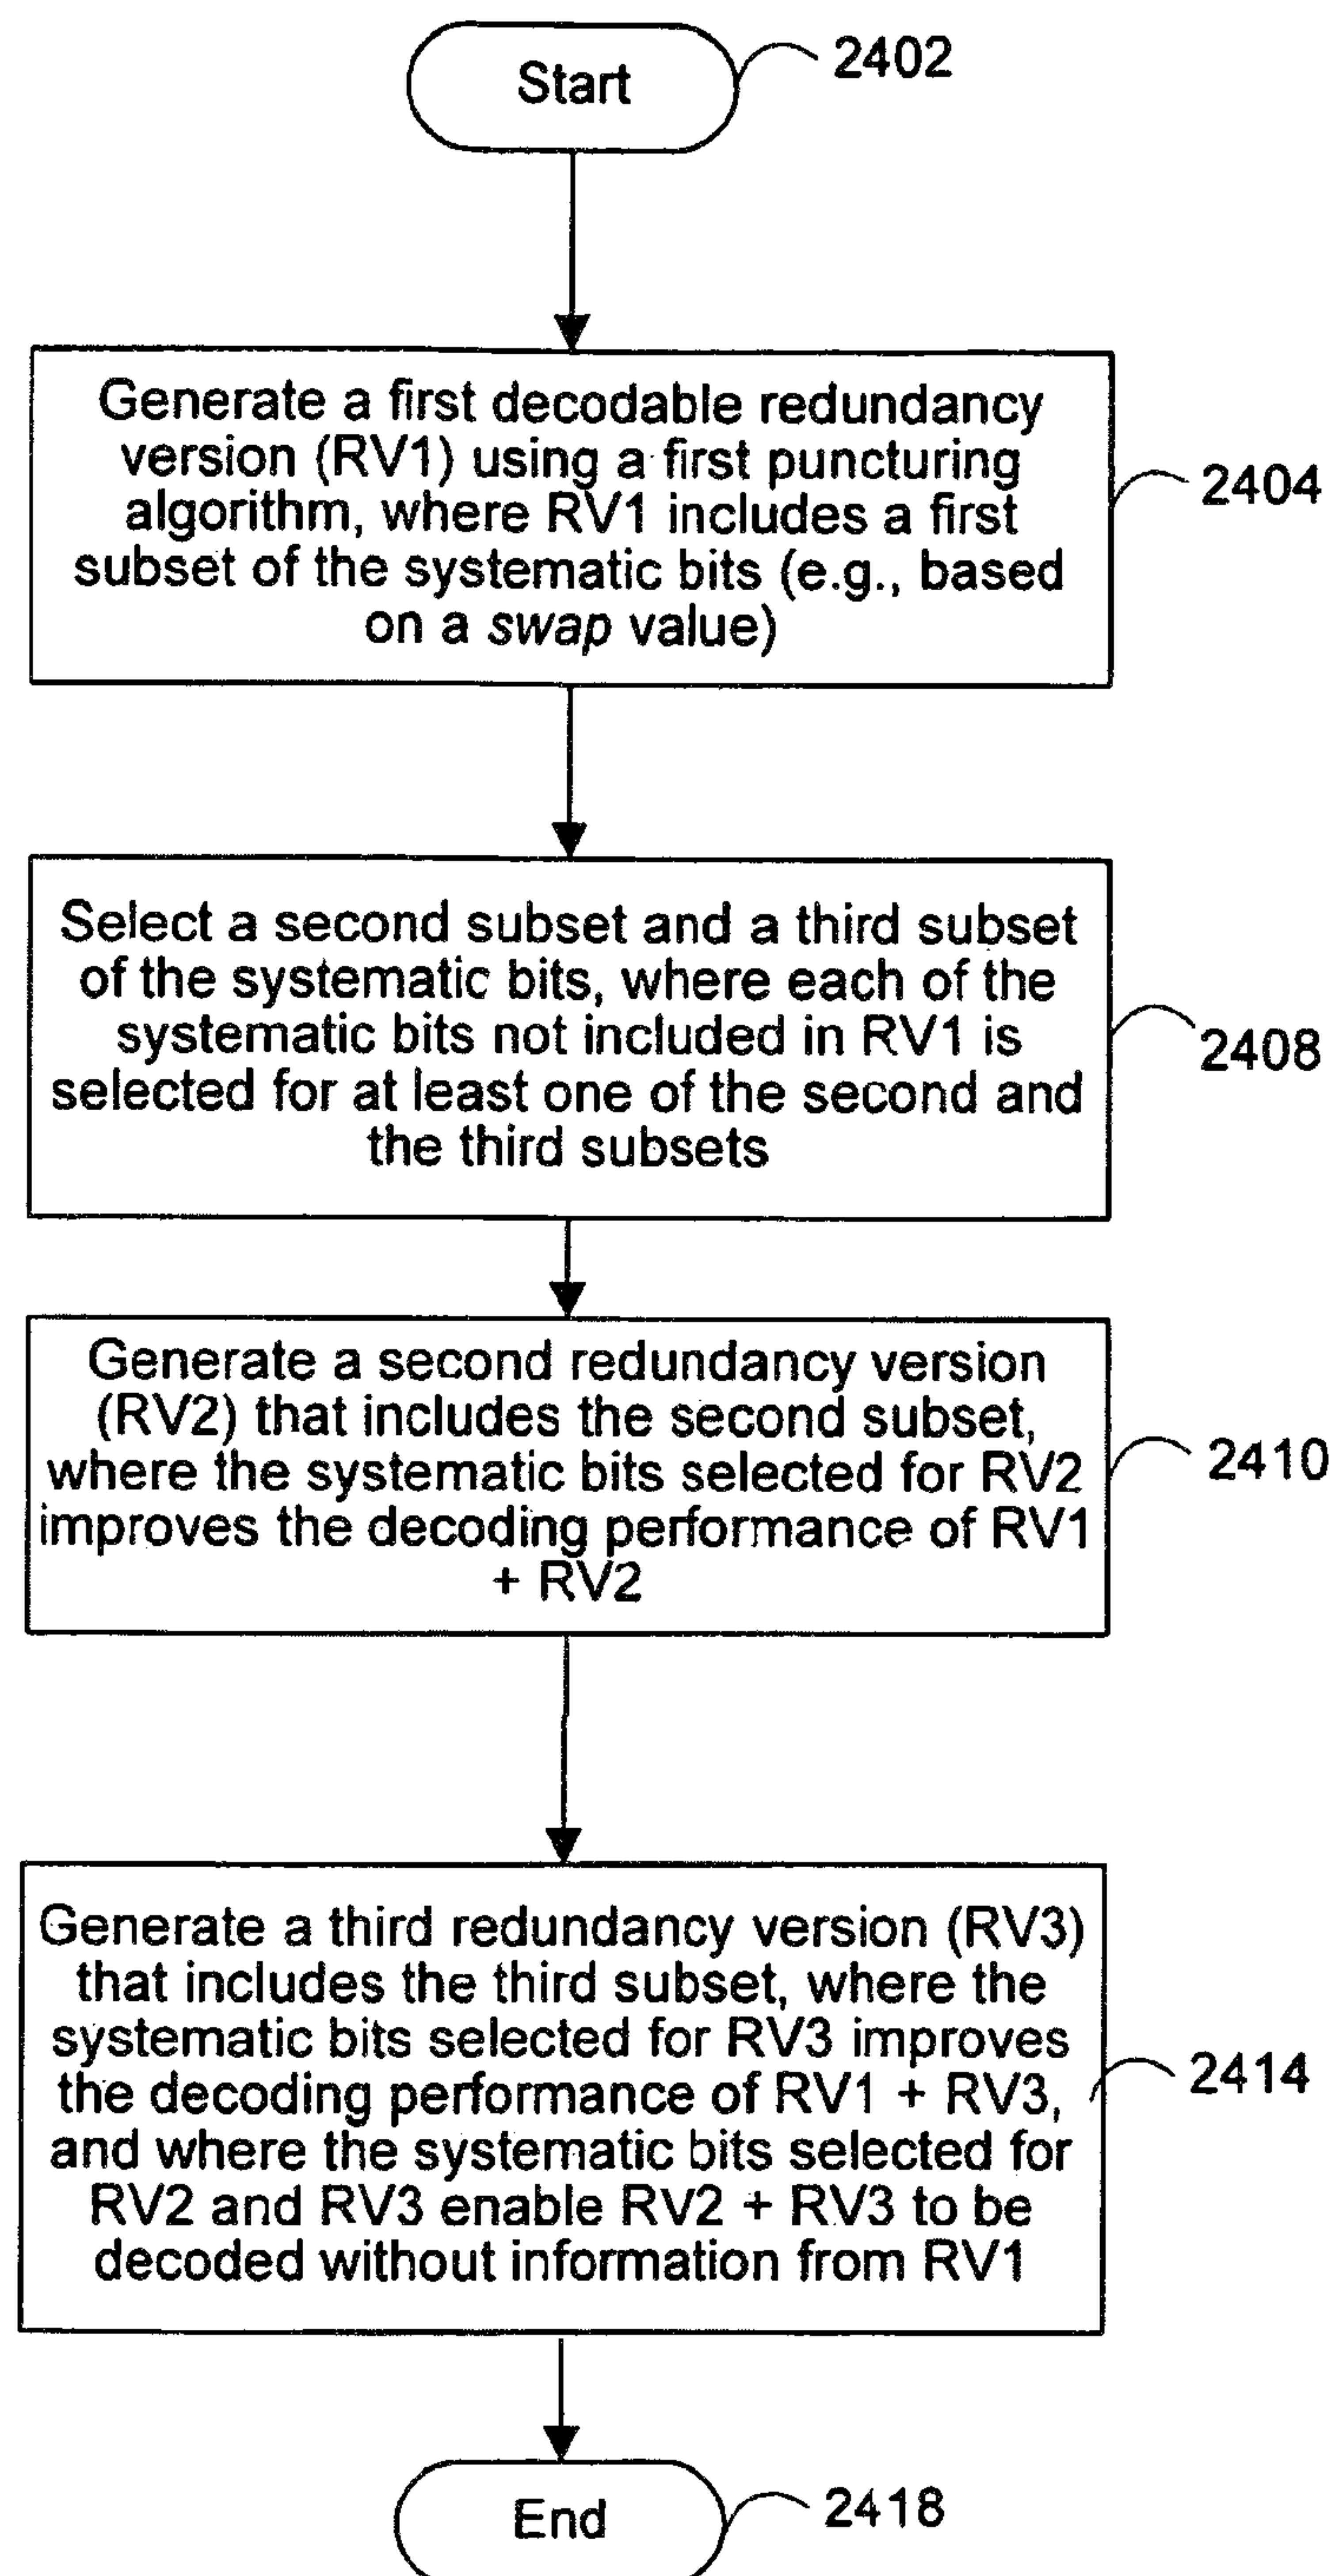 Start
2402
Generate a first decodable redundancy
version (RV1) using a first puncturing
algorithm, where RV1 includes a first
subset of the systematic bits (e.g., based
on a swap value)
2404
Select a second subset and a third subset
of the systematic bits, where each of the
systematic bits not included in RV1 is
selected for at least one of the second and
the third subsets
2408
Generate a second redundancy version
(RV2) that includes the second subset,
where the systematic bits selected for RV2
improves the decoding performance of RV1
+ RV2
2410
Generate a third redundancy version (RV3)
that includes the third subset, where the
systematic bits selected for RV3 improves
the decoding performance of RV1 + RV3,
and where the systematic bits selected for
RV2 and RV3 enable RV2 + RV3 to be
decoded without information from RV1
2414
End
2418